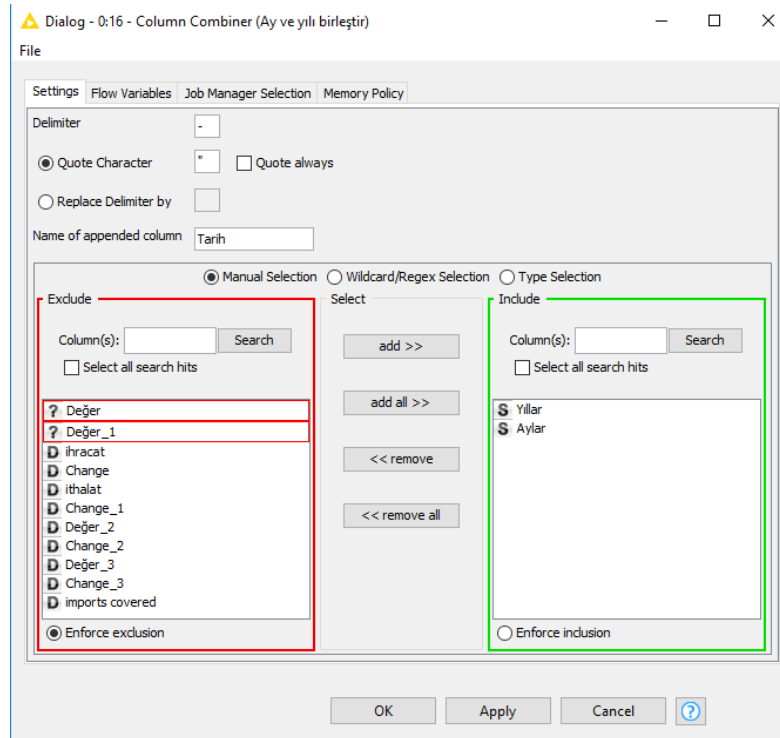 Dialog - 0:16 - Column Combiner (Ay ve yılı birleştir)
File
Settings Flow Variables Job Manager Selection Memory Policy
Delimiter -
Quote Character " Quote always
Replace Delimiter by
Name of appended column Tarih
Manual Selection Wildcard/Regex Selection Type Selection
Exclude Select Include
Column(s): Search add >> Column(s): Search
Select all search hits Select all search hits
add all >>
? Değer S Yıllar
? Değer_1 S Aylar
D ihracat
D Change << remove
D ithalat
D Change_1
D Değer_2 << remove all
D Change_2
D Değer_3
D Change_3
D imports covered
Enforce exclusion Enforce inclusion
OK Apply Cancel ?